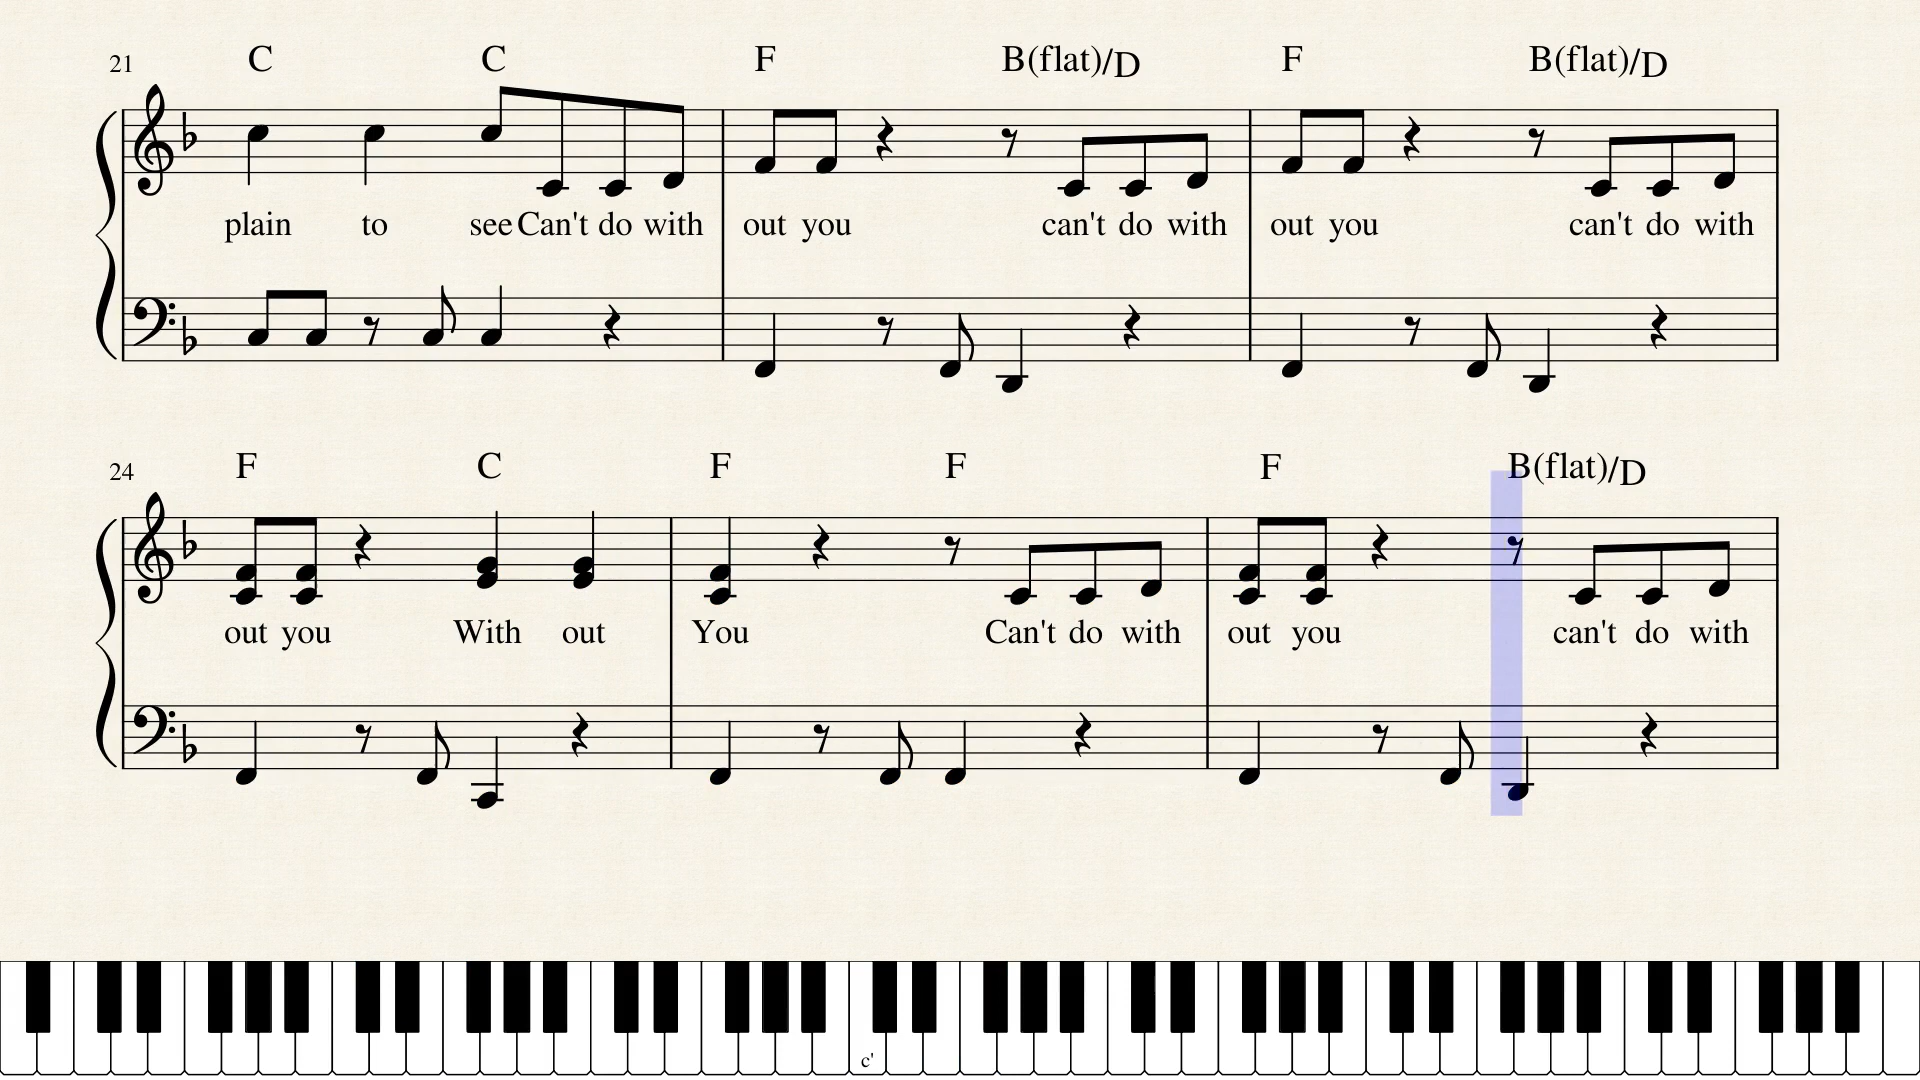 21 C C F B(flat)/D F B(flat)/D
plain to see Can't do with out you can't do with out you can't do with
24 F C F F F B(flat)/D
out you With out You Can't do with out you can't do with
c'